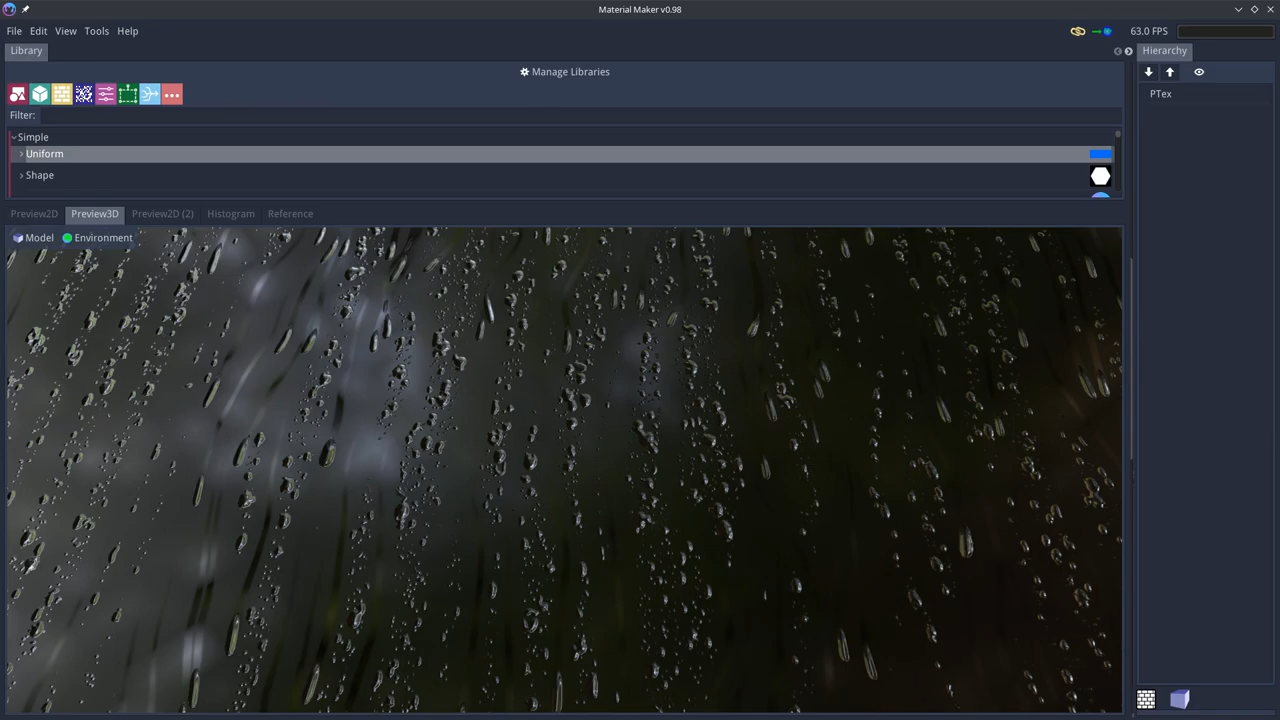 Material Maker v0.98
File Edit View Tools Help
63.0 FPS
Library
Hierarchy
Manage Libraries
PTex
Filter:
Simple
Uniform
Shape
Preview2D Preview3D Preview2D (2) Histogram Reference
Model Environment